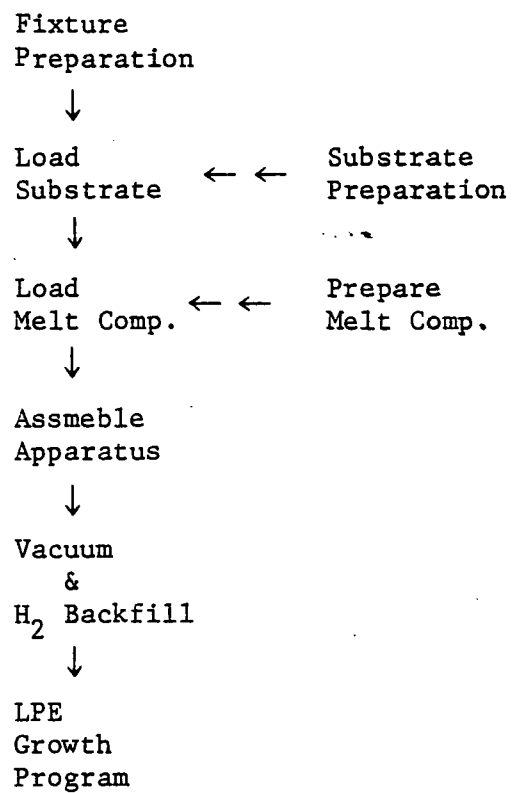 Fixture
Preparation
↓
Load
Substrate
← ←
Substrate
Preparation
↓
Load
Melt Comp.
← ←
Prepare
Melt Comp.
↓
Assmeble
Apparatus
↓
Vacuum
&
H₂ Backfill
↓
LPE
Growth
Program